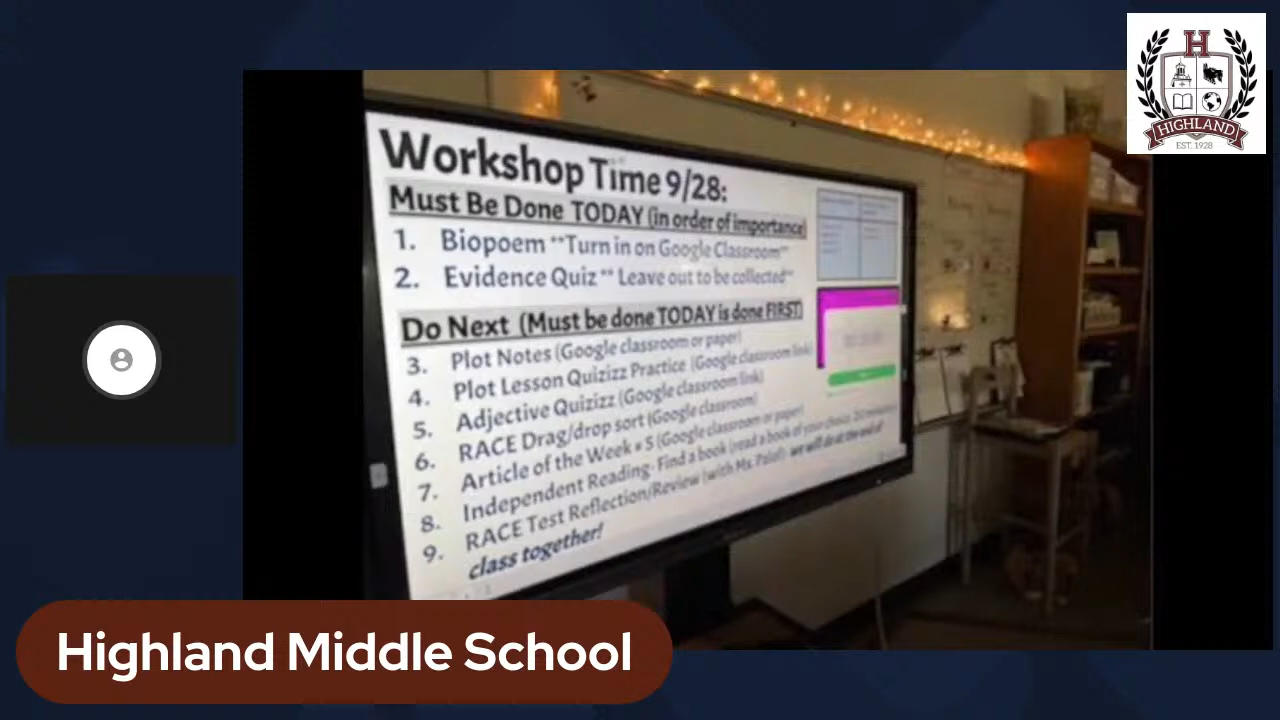 H
HIGHLAND
EST. 1928
Workshop Time 9/28:
Must Be Done TODAY (in order of importance)
1. Biopoem **Turn in on Google Classroom**
2. Evidence Quiz ** Leave out to be collected**
Do Next (Must be done TODAY is done FIRST)
3. Plot Notes (Google classroom or paper)
4. Plot Lesson Quizizz Practice (Google classroom link)
5. Adjective Quizizz (Google classroom link)
6. RACE Drag/drop sort (Google classroom)
7. Article of the Week # 5 (Google classroom or paper)
8. Independent Reading- Find a book (read a book of your choice, 20 minutes)
9. RACE Test Reflection/Review (with Ms. ): we will do at the end of
class together!
Highland Middle School